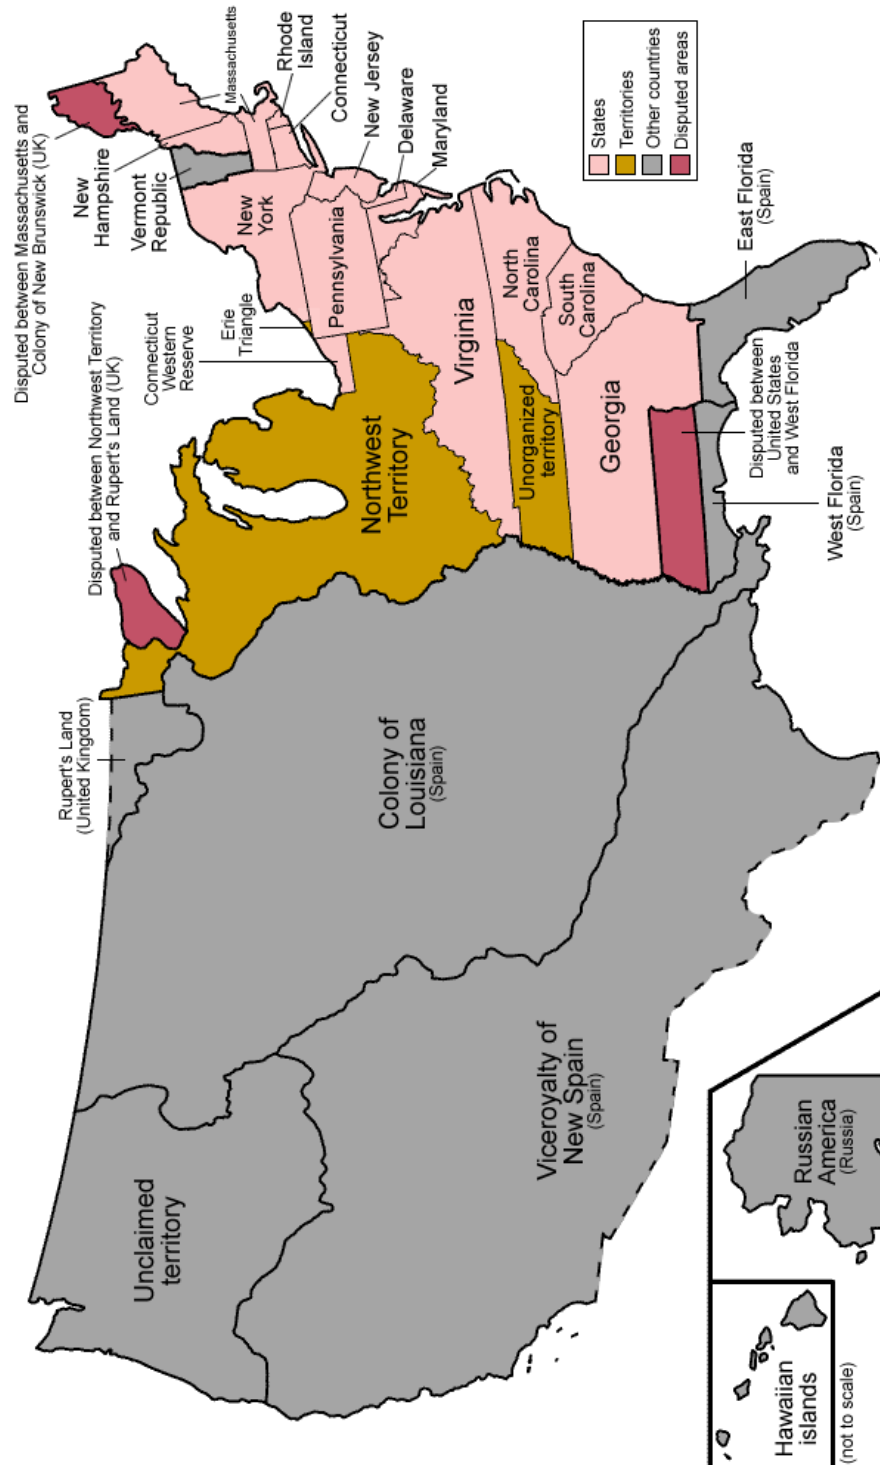 Disputed between Massachusetts and
Colony of New Brunswick (UK)
Disputed between Northwest Territory
and Rupert's Land (UK)
Rupert's Land
(United Kingdom)
New
Hampshire
Vermont
Republic
Massachusetts
Rhode
Island
Connecticut
New Jersey
Delaware
Maryland
New
York
Pennsylvania
Erie
Triangle
Connecticut
Western
Reserve
Northwest
Territory
Virginia
North
Carolina
South
Carolina
Unorganized
territory
Georgia
Unclaimed
territory
Colony of
Louisiana
(Spain)
Viceroyalty of
New Spain
(Spain)
Disputed between
United States
and West Florida
West Florida
(Spain)
East Florida
(Spain)
States
Territories
Other countries
Disputed areas
Russian
America
(Russia)
Hawaiian
islands
(not to scale)